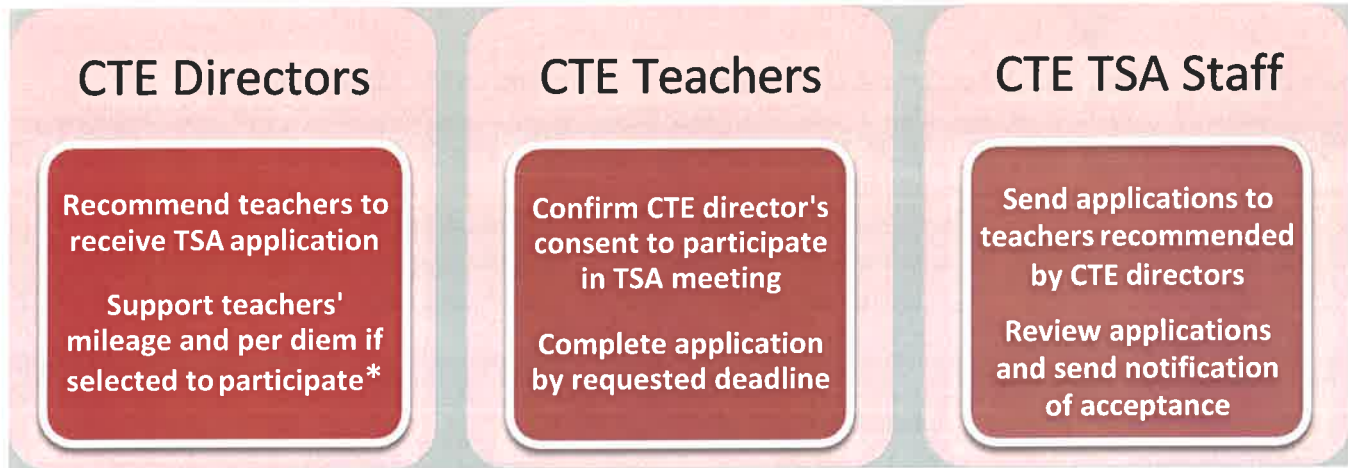 CTE Directors
Recommend teachers to
receive TSA application
Support teachers'
mileage and per diem if
selected to participate*
CTE Teachers
Confirm CTE director's
consent to participate
in TSA meeting
Complete application
by requested deadline
CTE TSA Staff
Send applications to
teachers recommended
by CTE directors
Review applications
and send notification
of acceptance